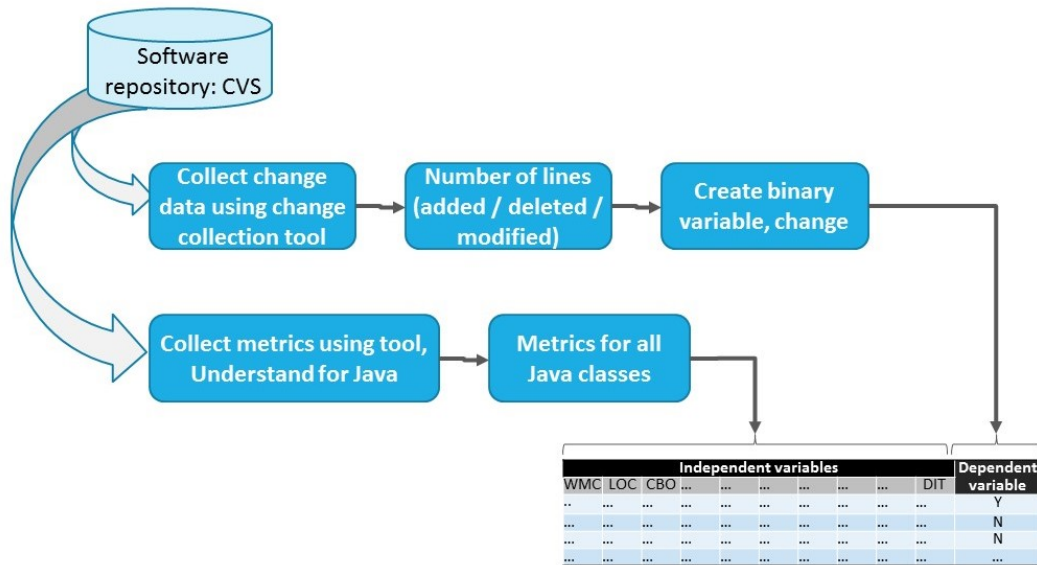 Software
repository: CVS
Collect change
data using change
collection tool
Number of lines
(added / deleted /
modified)
Create binary
variable, change
Collect metrics using tool,
Understand for Java
Metrics for all
Java classes
Independent variables
Dependent
variable
WMC LOC CBO ... ... ... ... ... ... DIT
.. ... ... ... ... ... ... ... ... ... Y
... ... ... ... ... ... ... ... ... ... N
... ... ... ... ... ... ... ... ... ... N
... ... ... ... ... ... ... ... ... ... ...